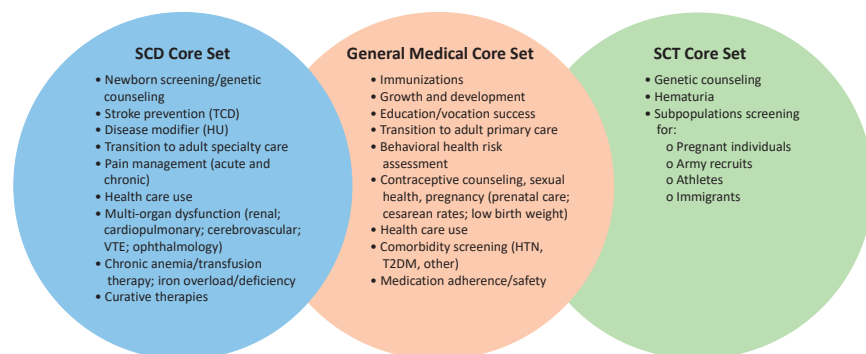 SCD Core Set
• Newborn screening/genetic
counseling
• Stroke prevention (TCD)
• Disease modifier (HU)
• Transition to adult specialty care
• Pain management (acute and
chronic)
• Health care use
• Multi-organ dysfunction (renal;
cardiopulmonary; cerebrovascular;
VTE; ophthalmology)
• Chronic anemia/transfusion
therapy; iron overload/deficiency
• Curative therapies
General Medical Core Set
• Immunizations
• Growth and development
• Education/vocation success
• Transition to adult primary care
• Behavioral health risk
assessment
• Contraceptive counseling, sexual
health, pregnancy (prenatal care;
cesarean rates; low birth weight)
• Health care use
• Comorbidity screening (HTN,
T2DM, other)
• Medication adherence/safety
SCT Core Set
• Genetic counseling
• Hematuria
• Subpopulations screening
for:
o Pregnant individuals
o Army recruits
o Athletes
o Immigrants